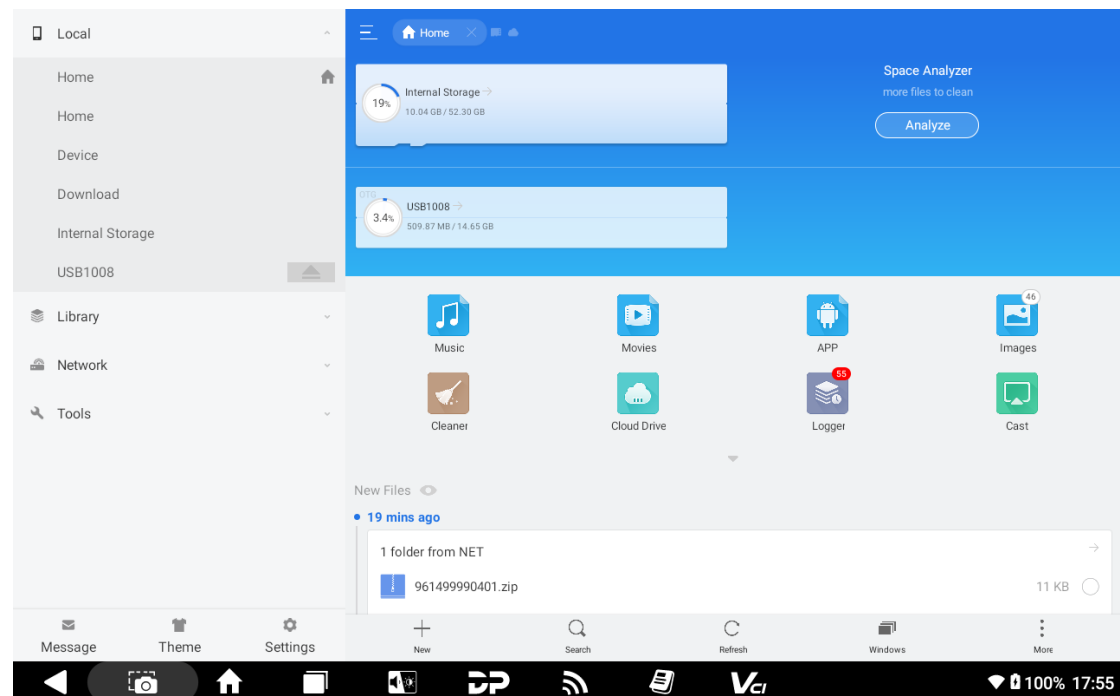 Local
Home
Home
Device
Download
Internal Storage
USB1008
Library
Network
Tools
Message
Theme
Settings
Home
19%
Internal Storage
10.04 GB / 52.30 GB
Space Analyzer
more files to clean
Analyze
OTG
3.4%
USB1008
509.87 MB / 14.65 GB
Music
Movies
APP
46
Images
Cleaner
Cloud Drive
55
Logger
Cast
New Files
19 mins ago
1 folder from NET
961499990401.zip
11 KB
New
Search
Refresh
Windows
More
DP
VCI
100% 17:55